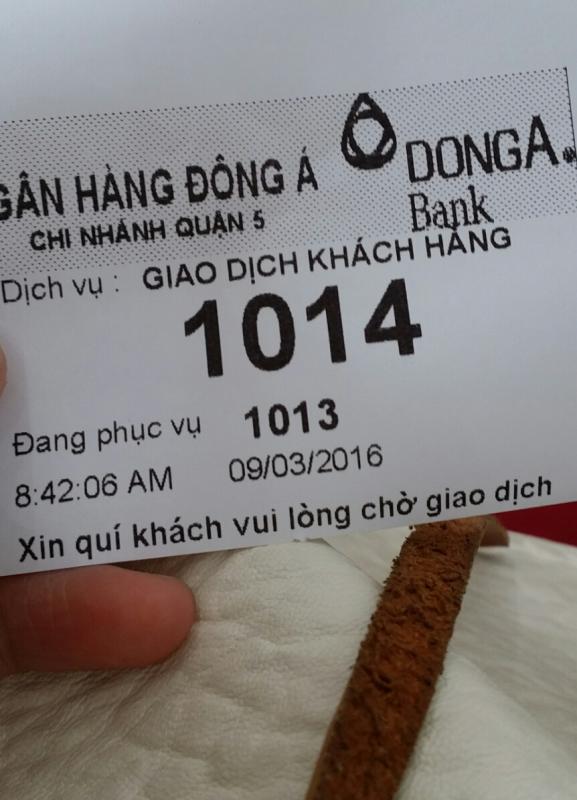 NGÂN HÀNG ĐÔNG Á
CHI NHÁNH QUẬN 5
DONGA.
Bank
Dịch vụ : GIAO DỊCH KHÁCH HÀNG
1014
Đang phục vụ 1013
8:42:06 AM 09/03/2016
Xin quí khách vui lòng chờ giao dịch